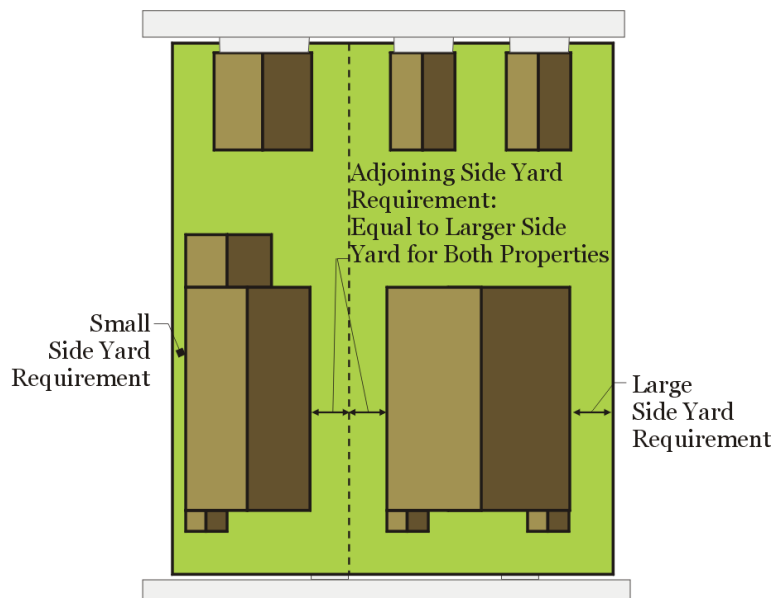 Adjoining Side Yard
Requirement:
Equal to Larger Side
Yard for Both Properties
Small
Side Yard
Requirement
Large
Side Yard
Requirement